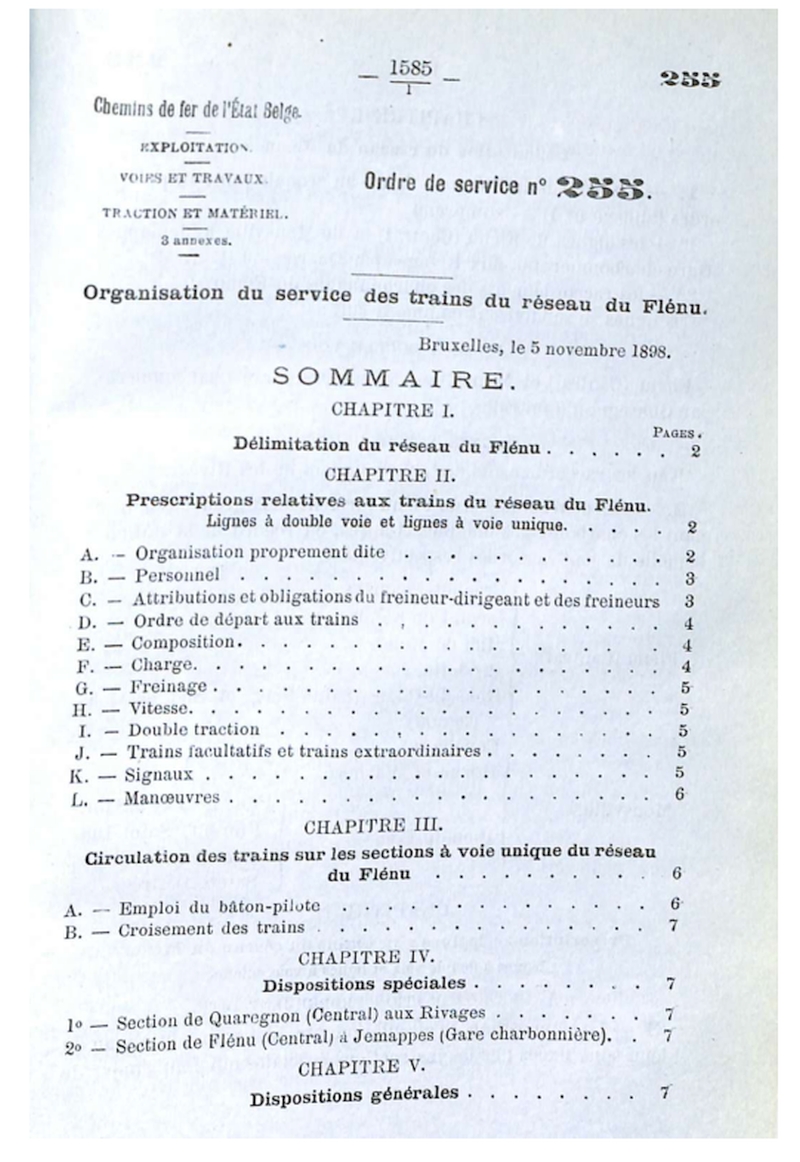 — 1585 —
1
255
Chemins de fer de l'État Belge.
EXPLOITATION.
VOIES ET TRAVAUX.
TRACTION ET MATÉRIEL.
3 annexes.
Ordre de service nº 255.
Organisation du service des trains du réseau du Flénu.
Bruxelles, le 5 novembre 1898.
SOMMAIRE.
CHAPITRE I.
PAGES.
Délimitation du réseau du Flénu . . . . . . 2
CHAPITRE II.
Prescriptions relatives aux trains du réseau du Flénu.
Lignes à double voie et lignes à voie unique. . . . . 2
A. — Organisation proprement dite . . . . . . . . . 2
B. — Personnel . . . . . . . . . . . . . . 3
C. — Attributions et obligations du freineur-dirigeant et des freineurs 3
D. — Ordre de départ aux trains . . . . . . . . . . 4
E. — Composition. . . . . . . . . . . . . . 4
F. — Charge. . . . . . . . . . . . . . . 4
G. — Freinage . . . . . . . . . . . . . . 5
H. — Vitesse. . . . . . . . . . . . . . . 5
I. — Double traction . . . . . . . . . . . . 5
J. — Trains facultatifs et trains extraordinaires . . . . . . 5
K. — Signaux . . . . . . . . . . . . . . 5
L. — Manœuvres . . . . . . . . . . . . . 6
CHAPITRE III.
Circulation des trains sur les sections à voie unique du réseau
du Flénu . . . . . . . . 6
A. — Emploi du bâton-pilote . . . . . . . . . . 6
B. — Croisement des trains . . . . . . . . . . . 7
CHAPITRE IV.
Dispositions spéciales . . . . . . . 7
1º — Section de Quaregnon (Central) aux Rivages . . . . . . 7
2º — Section de Flénu (Central) à Jemappes (Gare charbonnière). . 7
CHAPITRE V.
Dispositions générales . . . . . . . 7